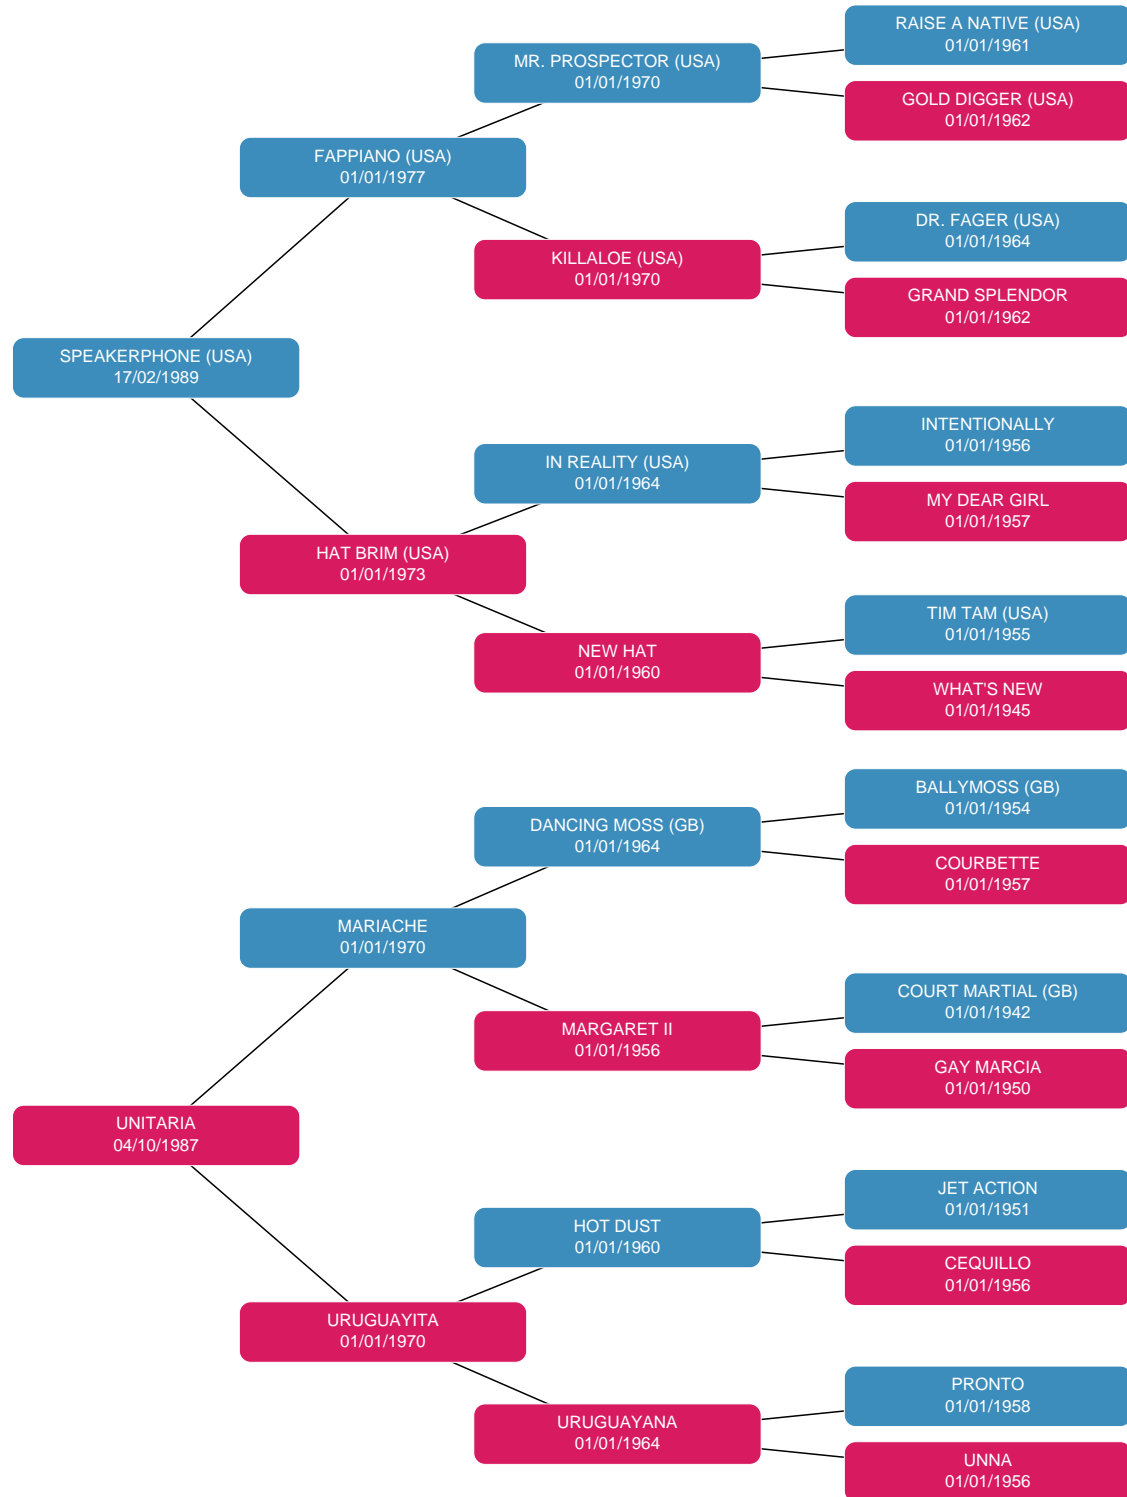 RAISE A NATIVE (USA)
01/01/1961
MR. PROSPECTOR (USA)
01/01/1970
GOLD DIGGER (USA)
01/01/1962
FAPPIANO (USA)
01/01/1977
DR. FAGER (USA)
01/01/1964
KILLALOE (USA)
01/01/1970
GRAND SPLENDOR
01/01/1962
SPEAKERPHONE (USA)
17/02/1989
INTENTIONALLY
01/01/1956
IN REALITY (USA)
01/01/1964
MY DEAR GIRL
01/01/1957
HAT BRIM (USA)
01/01/1973
TIM TAM (USA)
01/01/1955
NEW HAT
01/01/1960
WHAT'S NEW
01/01/1945
BALLYMOSS (GB)
01/01/1954
DANCING MOSS (GB)
01/01/1964
COURBETTE
01/01/1957
MARIACHE
01/01/1970
COURT MARTIAL (GB)
01/01/1942
MARGARET II
01/01/1956
GAY MARCIA
01/01/1950
UNITARIA
04/10/1987
JET ACTION
01/01/1951
HOT DUST
01/01/1960
CEQUILLO
01/01/1956
URUGUAYITA
01/01/1970
PRONTO
01/01/1958
URUGUAYANA
01/01/1964
UNNA
01/01/1956